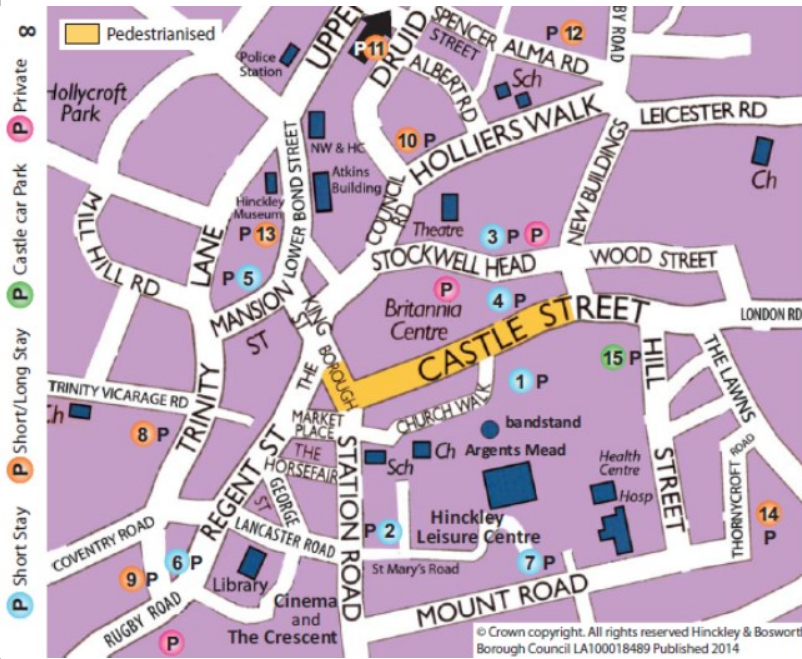 8
P Private
P Castle car Park
P Short/Long Stay
P Short Stay
Pedestrianised
UPPER
P 11
DRUID
SPENCER
STREET
ALMA RD
P 12
BY ROAD
Police
Station
Hollycroft
Park
ALBERT RD
Sch
LEICESTER RD
NW & HC
10 P
HOLLIERS WALK
Atkins
Building
Hinckley
Museum
LOWER BOND STREET
COUNCIL
RD
Theatre
NEW BUILDINGS
Ch
MILL HILL RD
LANE
P 13
3 P P
P 5
STOCKWELL HEAD
WOOD STREET
MANSION
ST
KING
ST
P
4 P
Britannia
Centre
CASTLE STREET
LONDON RD
THE BOROUGH
15 P
HILL
STREET
THE LAWNS
TRINITY VICARAGE RD
TRINITY
Ch
8 P
1 P
MARKET
PLACE
CHURCH WALK
bandstand
THE
HORSEFAIR
STATION ROAD
Sch
Ch
Argents Mead
REGENT ST
GEORGE
ST
Health
Centre
Hosp
THORNYCROFT ROAD
14
P
Hinckley
Leisure Centre
P 2
COVENTRY ROAD
LANCASTER ROAD
6 P
9 P
Library
St Mary's Road
7 P
MOUNT ROAD
RUGBY ROAD
P
Cinema
and
The Crescent
© Crown copyright. All rights reserved Hinckley & Bosworth
Borough Council LA100018489 Published 2014